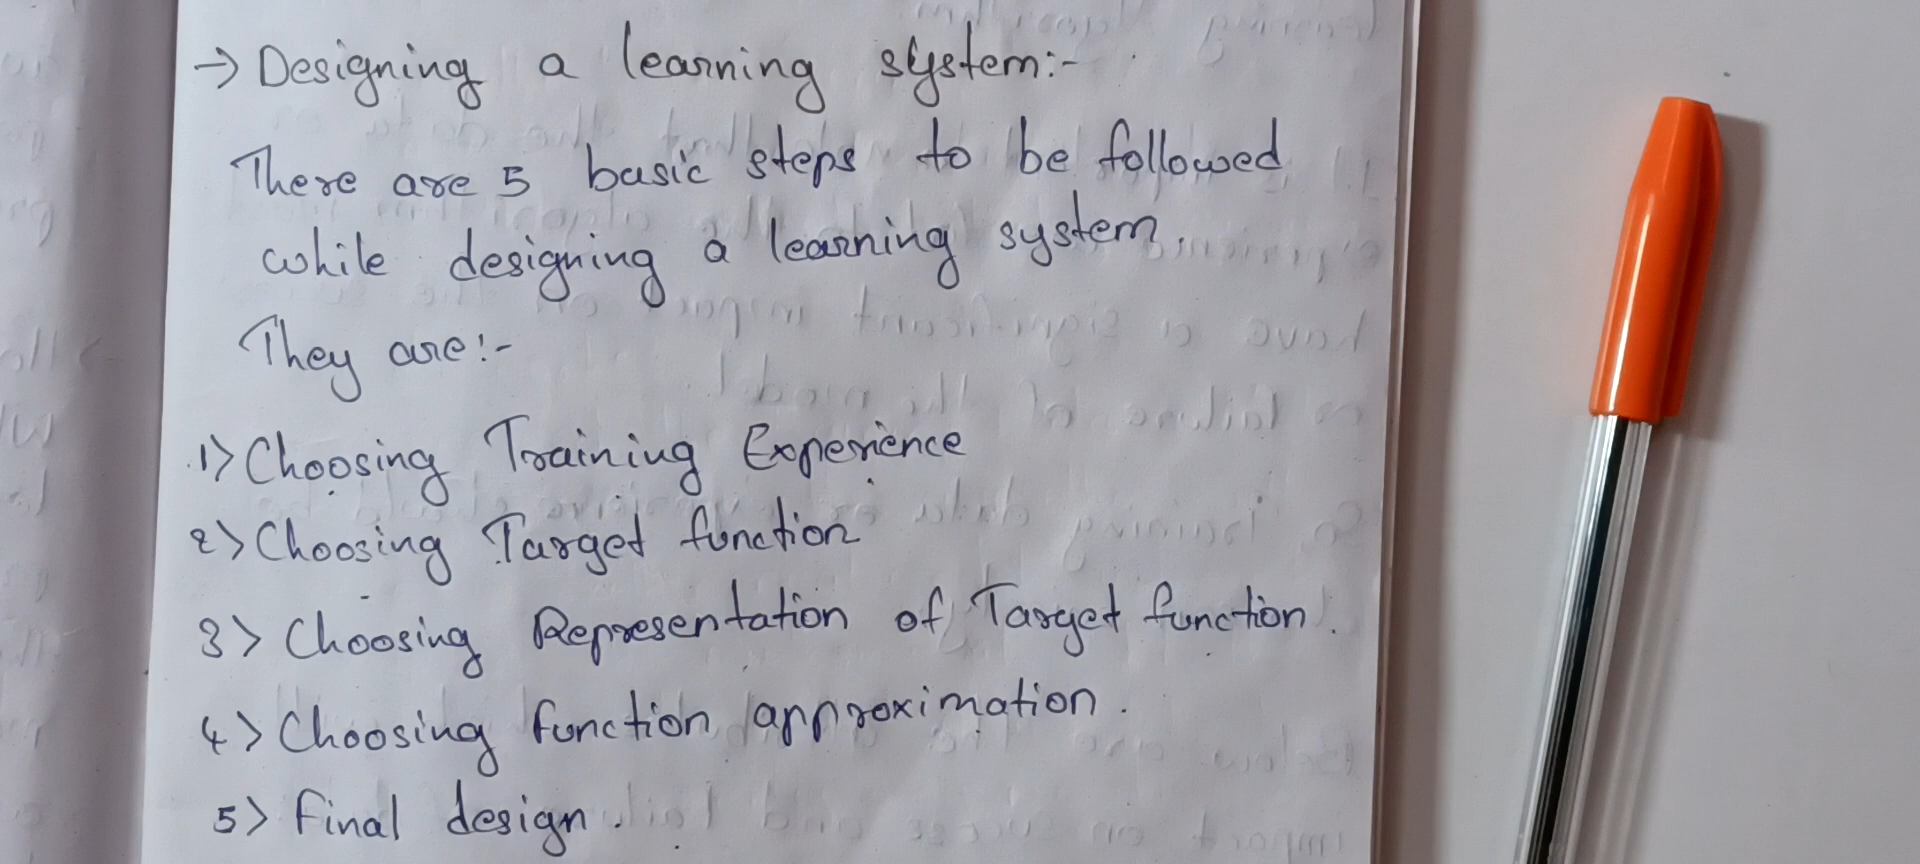 → Designing a learning system:-
There are 5 basic steps to be followed
while designing a learning system.
They are:-
1> Choosing Training Experience
2> Choosing Target function
3> Choosing Representation of Target function.
4> Choosing function approximation.
5> final design.